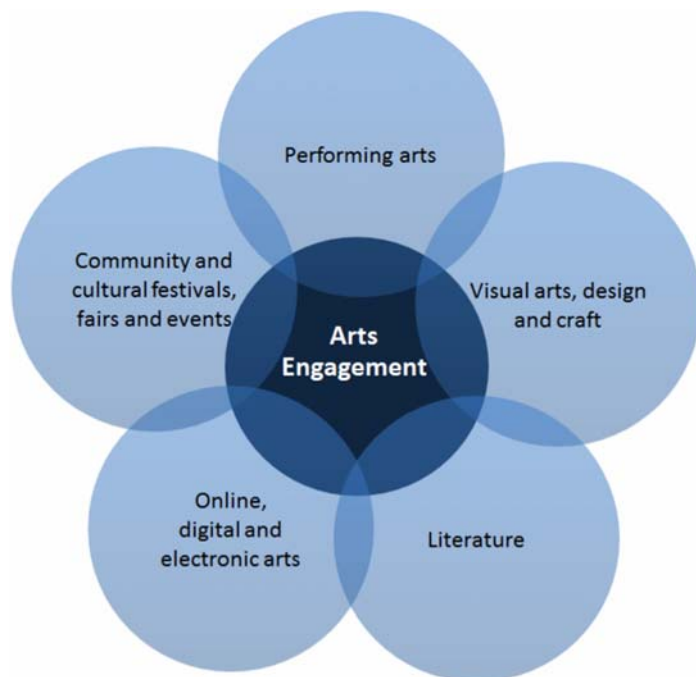 Performing arts
Community and
cultural festivals,
fairs and events
Visual arts, design
and craft
Arts
Engagement
Online,
digital and
electronic arts
Literature